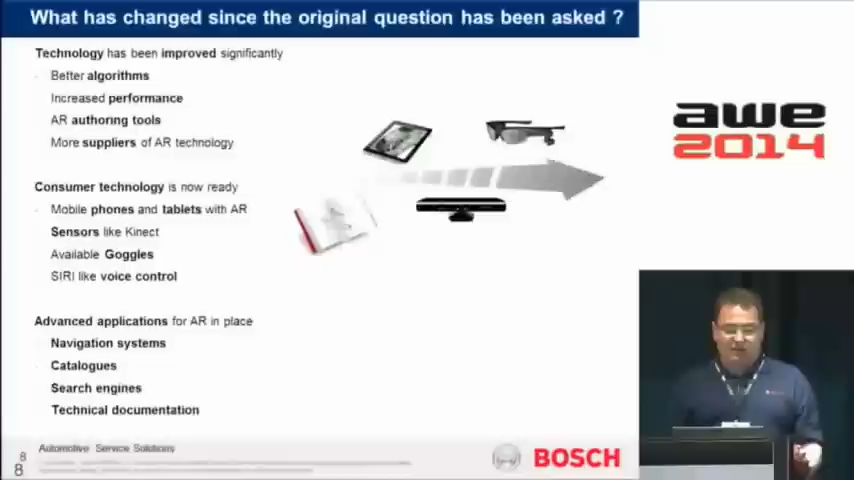 What has changed since the original question has been asked ?
Technology has been improved significantly
Better algorithms
Increased performance
AR authoring tools
More suppliers of AR technology
Consumer technology is now ready
Mobile phones and tablets with AR
Sensors like Kinect
Available Goggles
SIRI like voice control
Advanced applications for AR in place
Navigation systems
Catalogues
Search engines
Technical documentation
awe
2014
8
Automotive Service Solutions
8
BOSCH